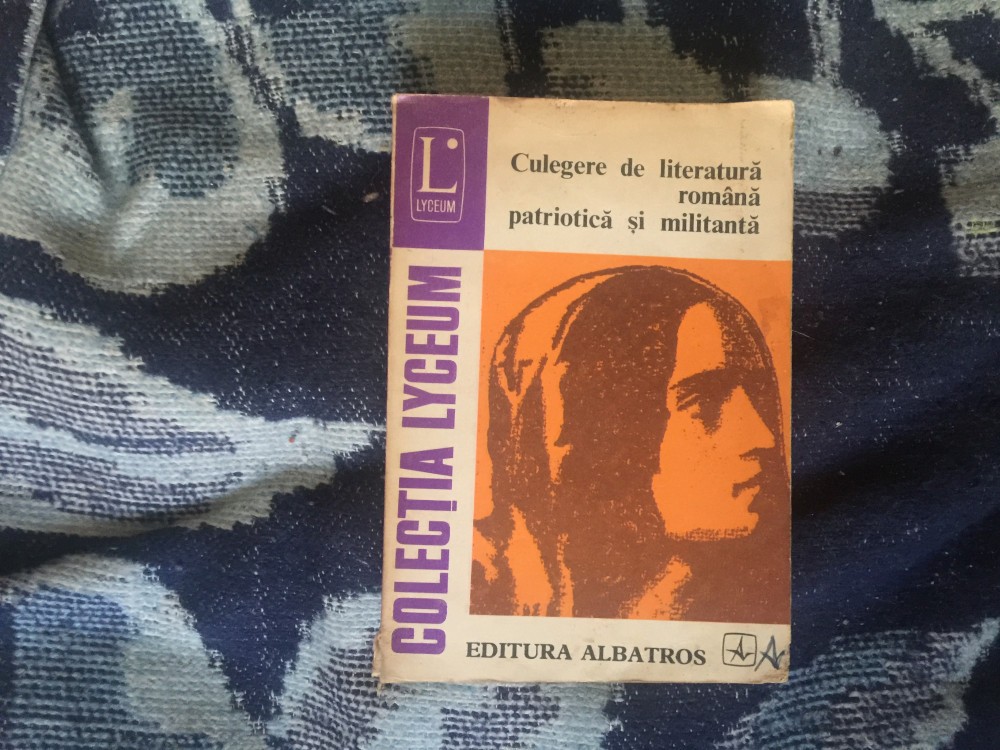 L
LYCEUM
Culegere de literatură
română
patriotică și militantă
COLECȚIA LYCEUM
EDITURA ALBATROS